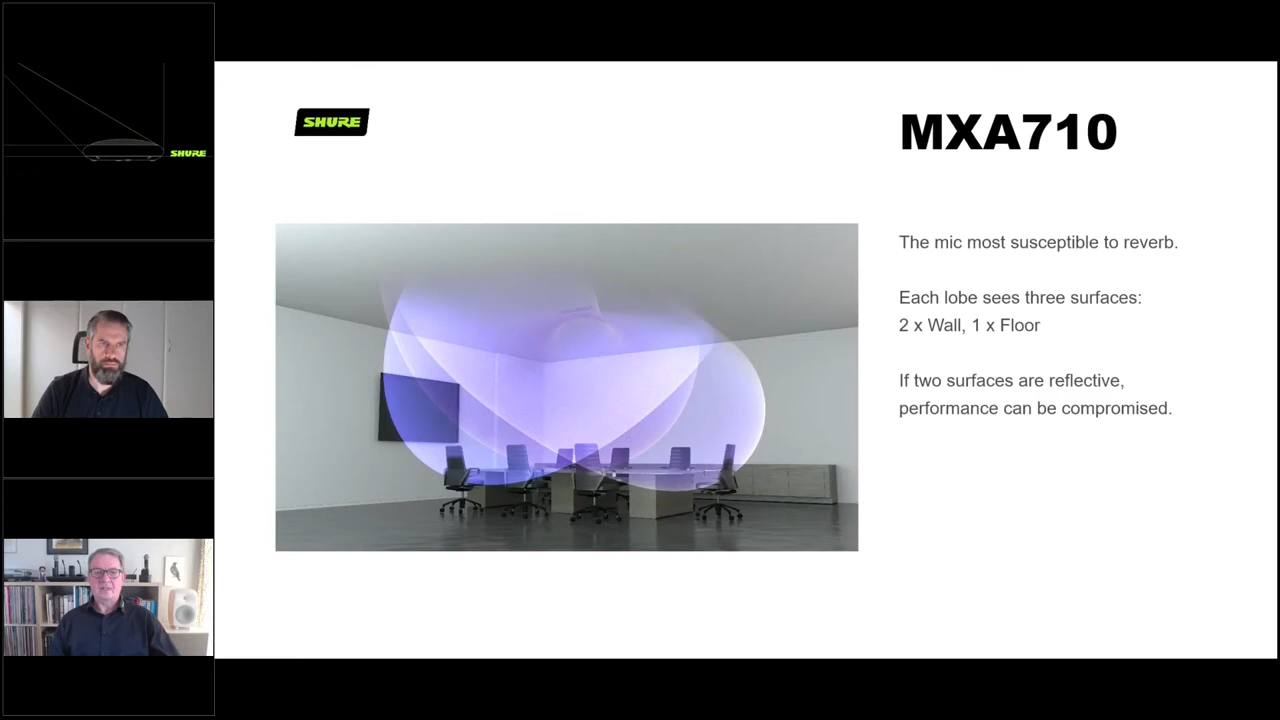 SHURE
SHURE
MXA710
The mic most susceptible to reverb.
Each lobe sees three surfaces:
2 x Wall, 1 x Floor
If two surfaces are reflective,
performance can be compromised.